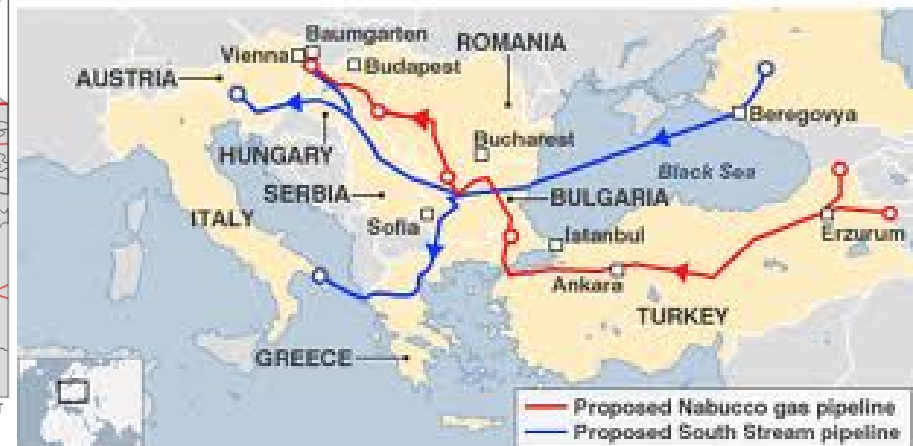 Baumgarten
Vienna
ROMANIA
Budapest
AUSTRIA
Beregovya
Bucharest
HUNGARY
Black Sea
SERBIA
BULGARIA
ITALY
Sofia
Istanbul
Erzurum
Ankara
TURKEY
GREECE
Proposed Nabucco gas pipeline
Proposed South Stream pipeline